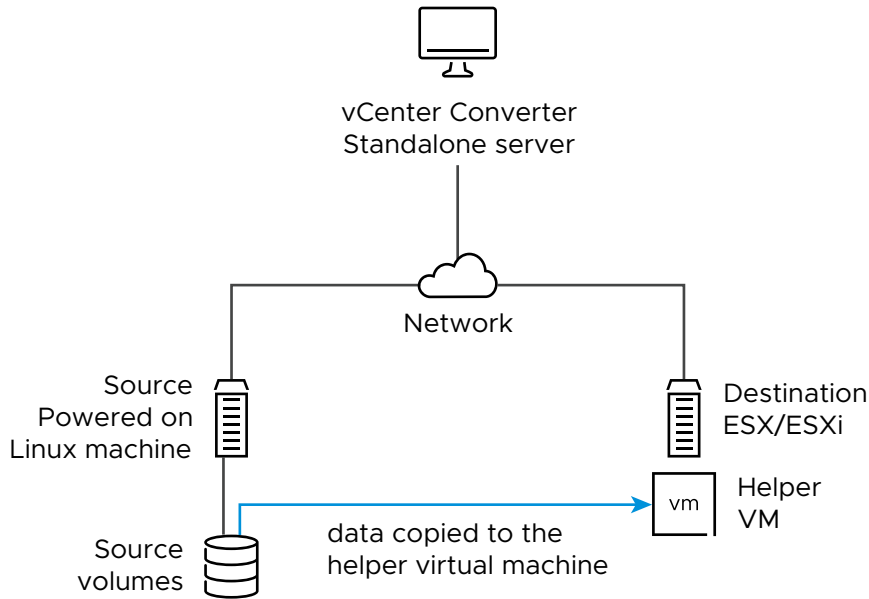 vCenter Converter
Standalone server
Network
Source
Powered on
Linux machine
Destination
ESX/ESXi
vm
Helper
VM
data copied to the
helper virtual machine
Source
volumes